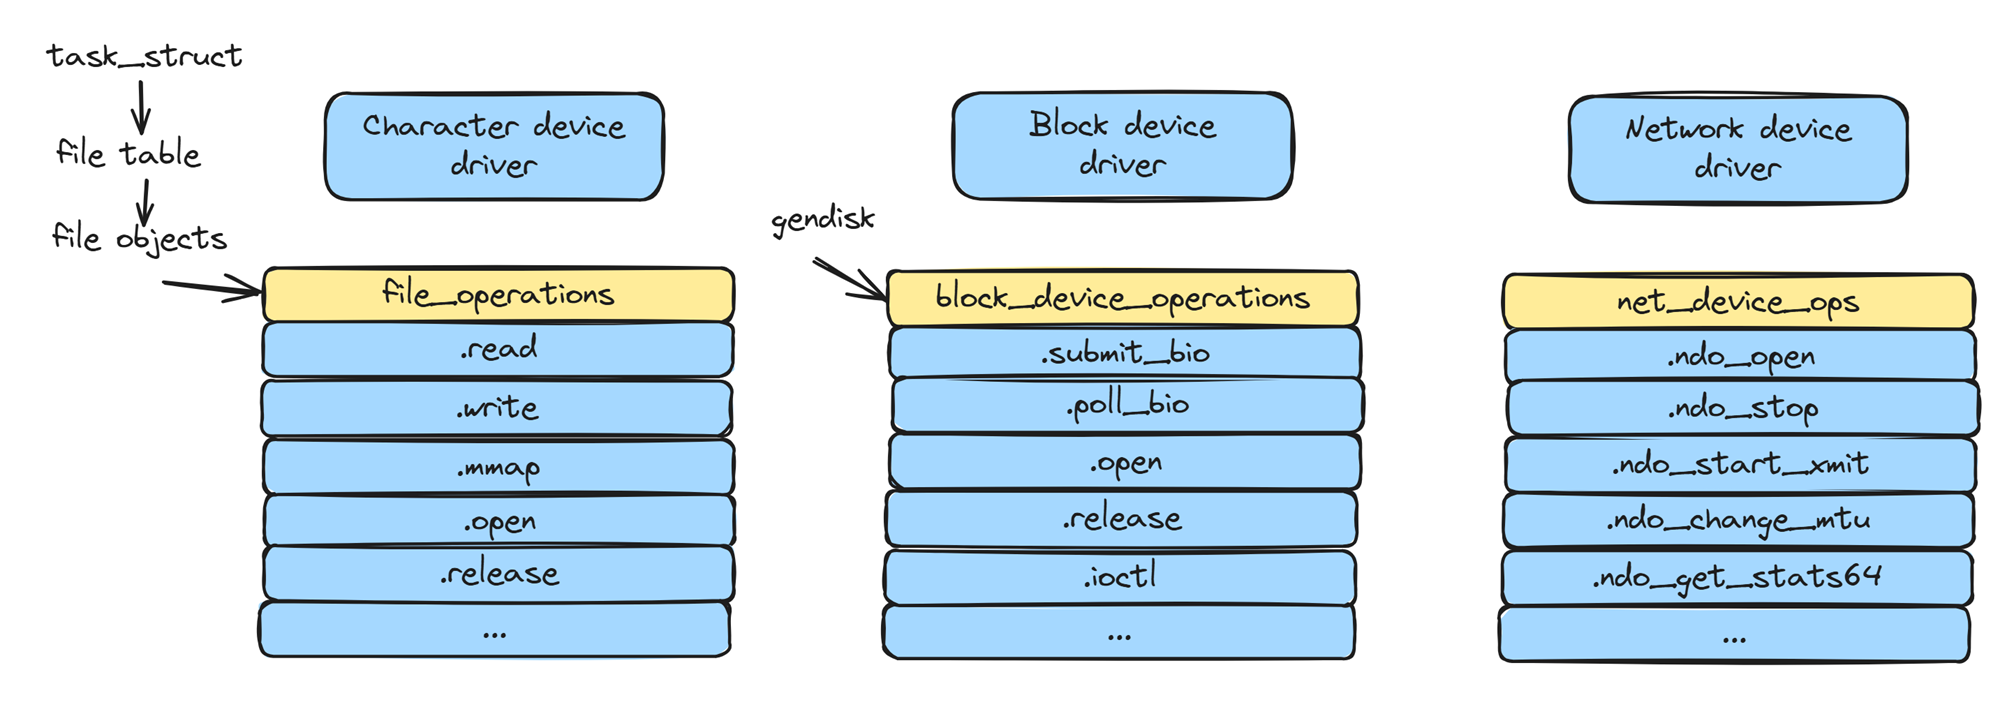 task_struct
file table
file objects
Character device
driver
file_operations
.read
.write
.mmap
.open
.release
...
Block device
driver
gendisk
block_device_operations
.submit_bio
.poll_bio
.open
.release
.ioctl
...
Network device
driver
net_device_ops
.ndo_open
.ndo_stop
.ndo_start_xmit
.ndo_change_mtu
.ndo_get_stats64
...